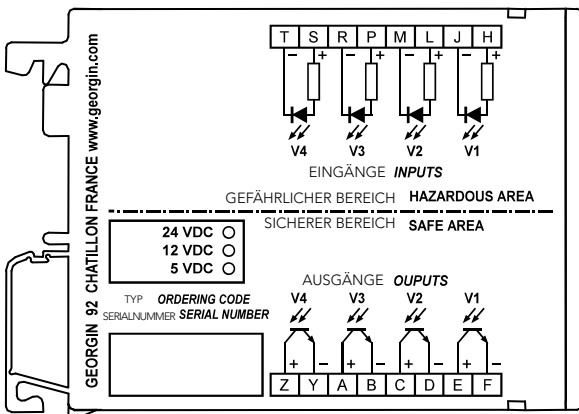 GEORGIN 92 CHATILLON FRANCE www.georgin.com
T S R P M L J H
− + − + − + − +
V4 V3 V2 V1
EINGÄNGE INPUTS
GEFÄHRLICHER BEREICH HAZARDOUS AREA
SICHERER BEREICH SAFE AREA
24 VDC
12 VDC
5 VDC
AUSGÄNGE OUPUTS
TYP ORDERING CODE
SERIALNUMMER SERIAL NUMBER
V4 V3 V2 V1
+ − + − + − + −
Z Y A B C D E F